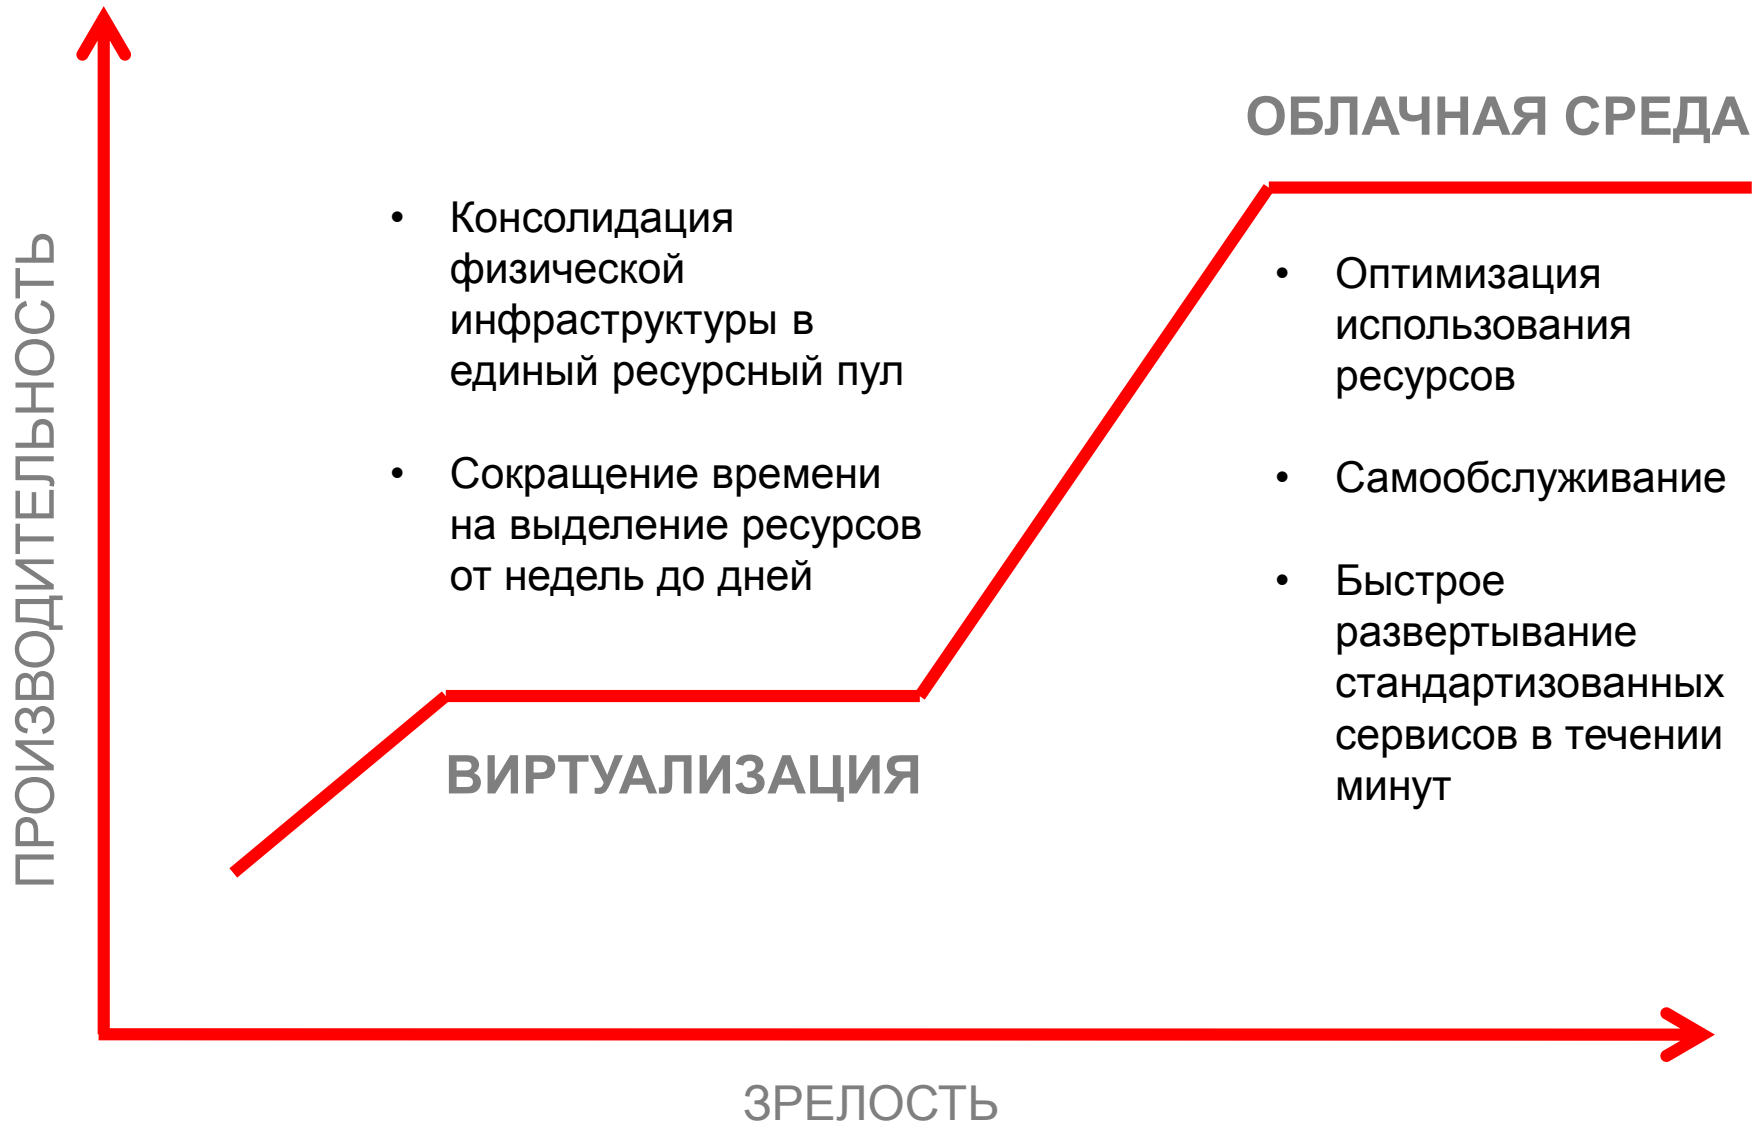 ПРОИЗВОДИТЕЛЬНОСТЬ
• Консолидация
физической
инфраструктуры в
единый ресурсный пул
• Сокращение времени
на выделение ресурсов
от недель до дней
ВИРТУАЛИЗАЦИЯ
ОБЛАЧНАЯ СРЕДА
• Оптимизация
использования
ресурсов
• Самообслуживание
• Быстрое
развертывание
стандартизованных
сервисов в течении
минут
ЗРЕЛОСТЬ